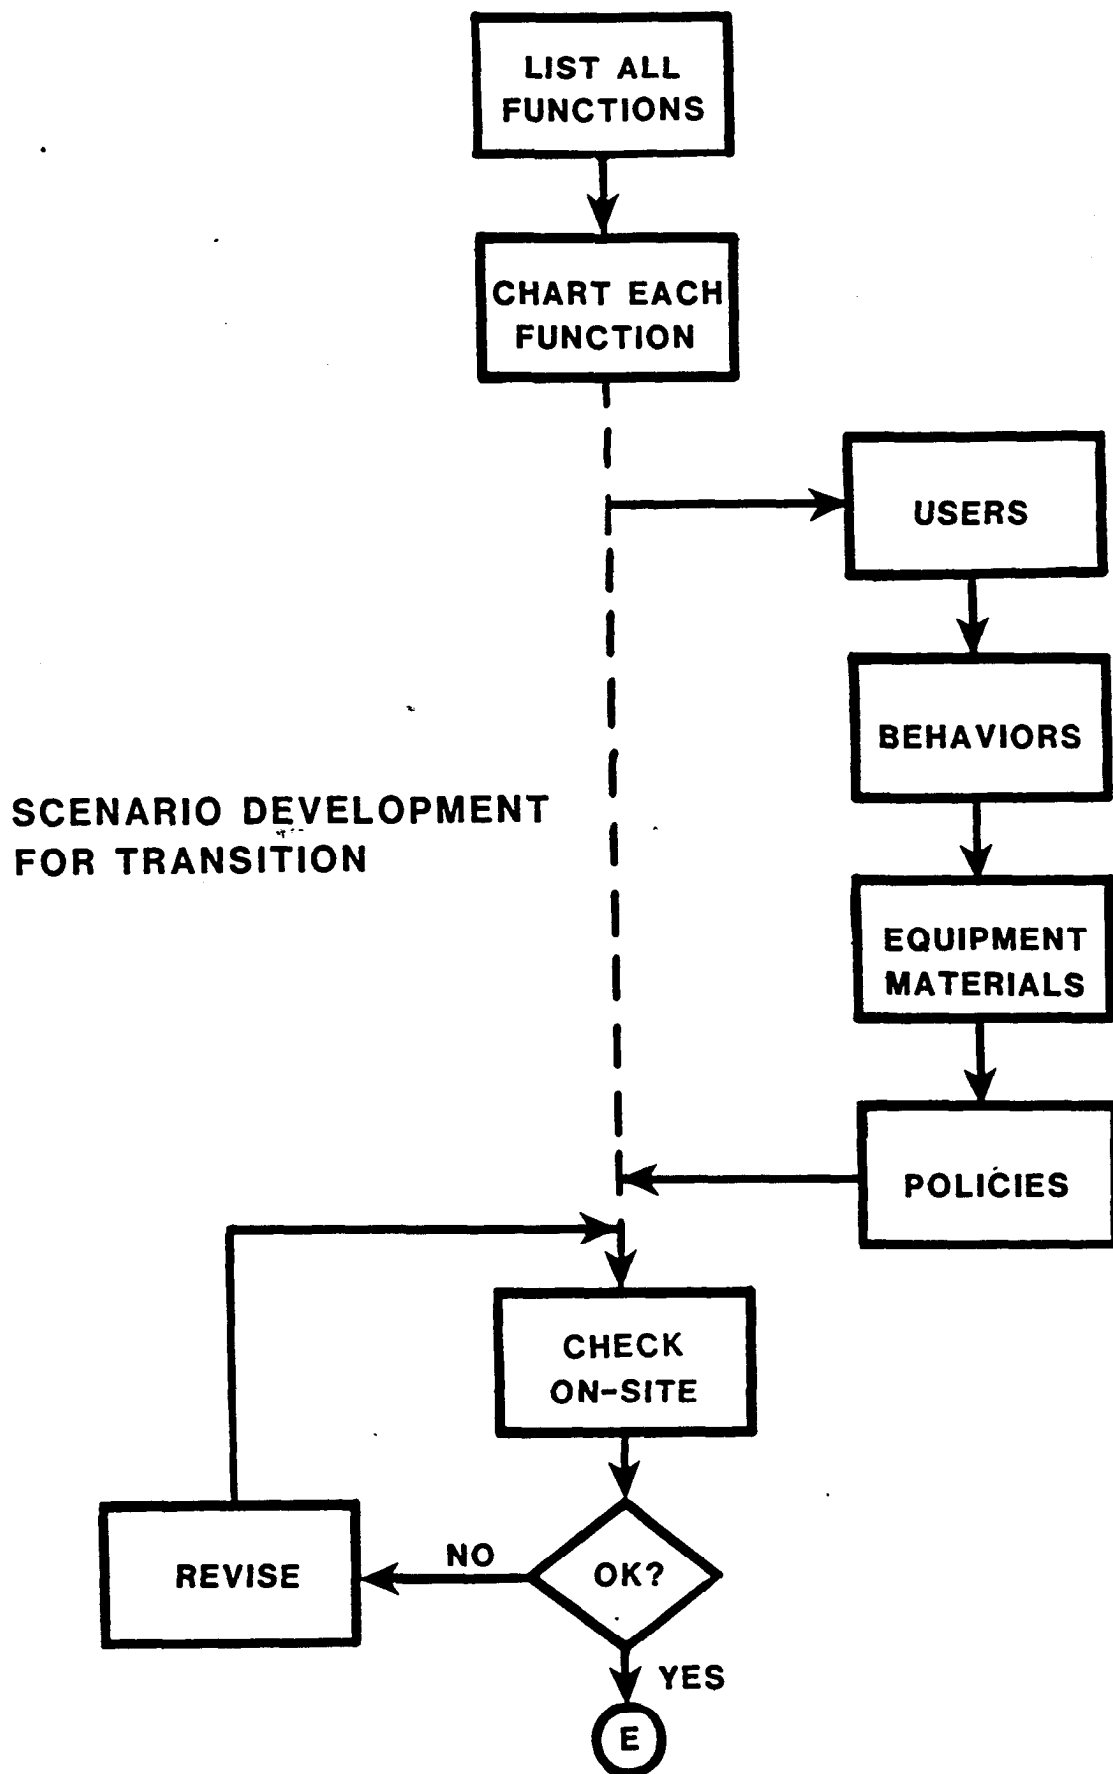 LIST ALL
FUNCTIONS
CHART EACH
FUNCTION
USERS
BEHAVIORS
SCENARIO DEVELOPMENT
FOR TRANSITION
EQUIPMENT
MATERIALS
POLICIES
CHECK
ON-SITE
REVISE
NO
OK?
YES
E